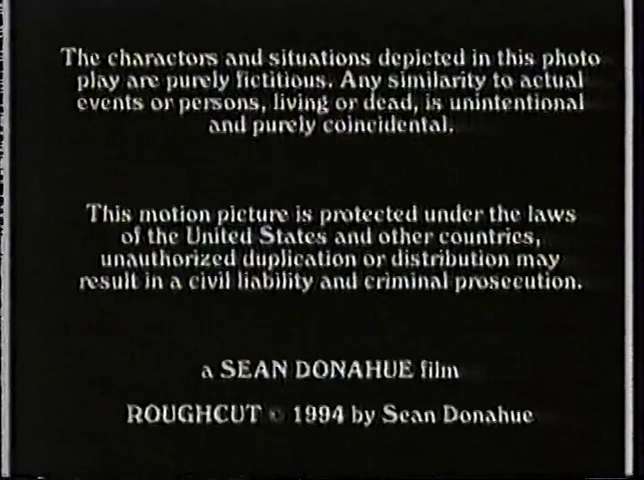 The charactors and situations depicted in this photo
play are purely fictitious. Any similarity to actual
events or persons, living or dead, is unintentional
and purely coincidental.
This motion picture is protected under the laws
of the United States and other countries,
unauthorized duplication or distribution may
result in a civil liability and criminal prosecution.
a SEAN DONAHUE film
ROUGHCUT © 1994 by Sean Donahue